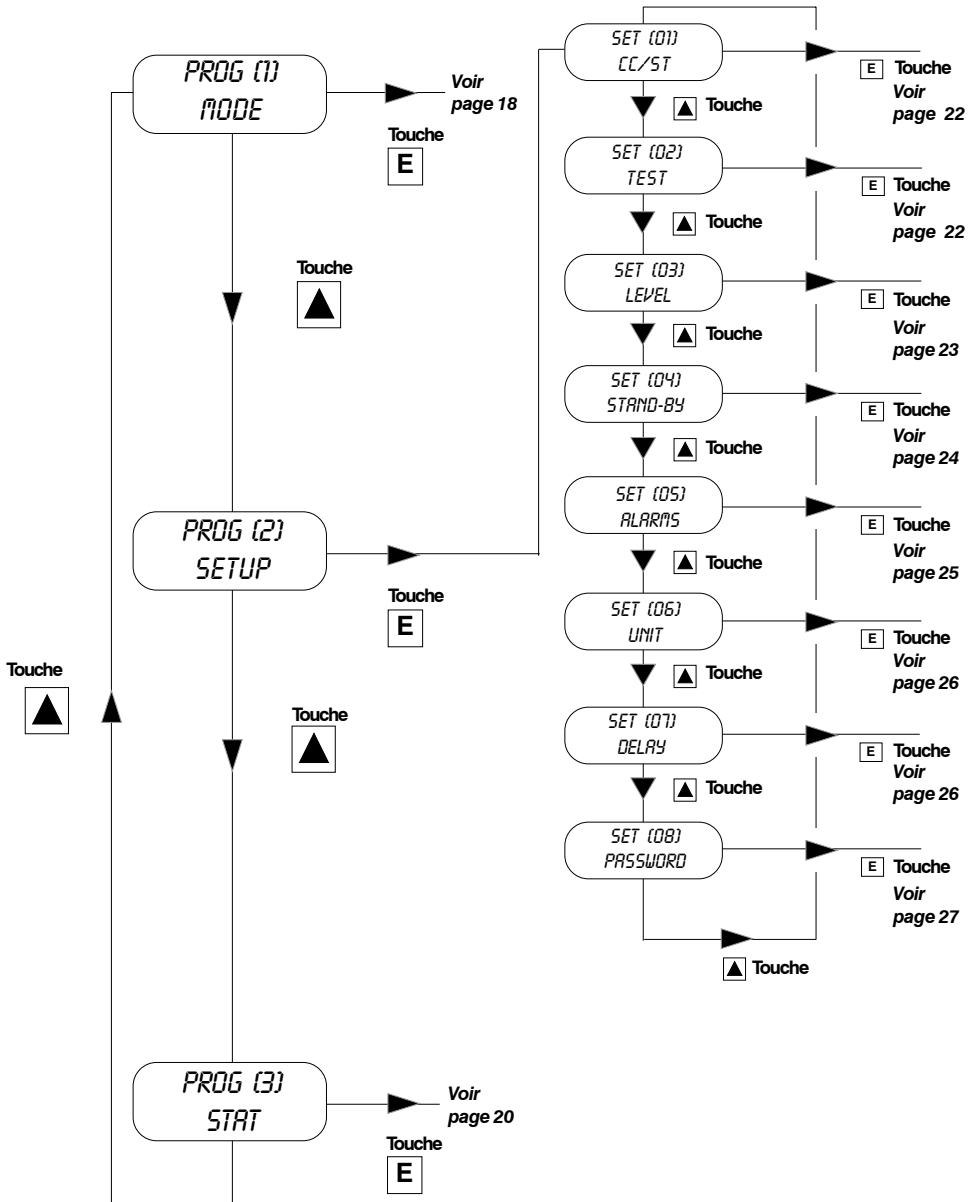 PROG (1)
MODE
Voir
page 18
Touche
E
Touche
PROG (2)
SETUP
Touche
E
Touche
Touche
PROG (3)
STAT
Voir
page 20
Touche
E
SET (01)
CC/ST
E Touche
Voir
page 22
Touche
SET (02)
TEST
E Touche
Voir
page 22
Touche
SET (03)
LEVEL
E Touche
Voir
page 23
Touche
SET (04)
STAND-BY
E Touche
Voir
page 24
Touche
SET (05)
ALARMS
E Touche
Voir
page 25
Touche
SET (06)
UNIT
E Touche
Voir
page 26
Touche
SET (07)
DELAY
E Touche
Voir
page 26
Touche
SET (08)
PASSWORD
E Touche
Voir
page 27
Touche